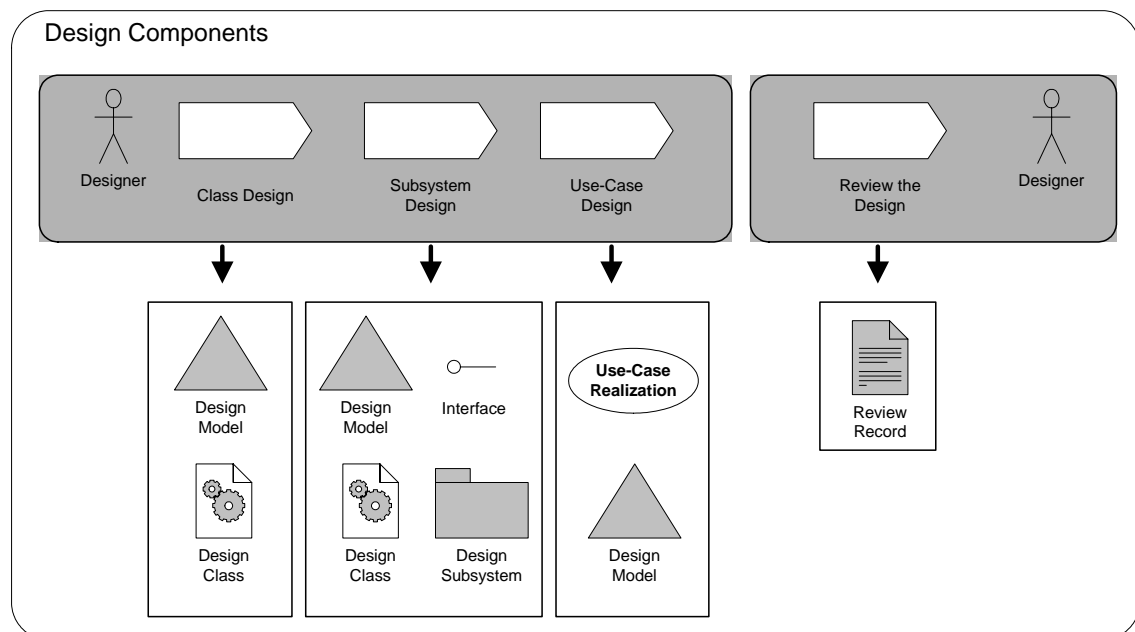 Design Components
Designer
Class Design
Subsystem
Design
Use-Case
Design
Review the
Design
Designer
Design
Model
Design
Class
Design
Model
Interface
Design
Class
Design
Subsystem
Use-Case
Realization
Design
Model
Review
Record